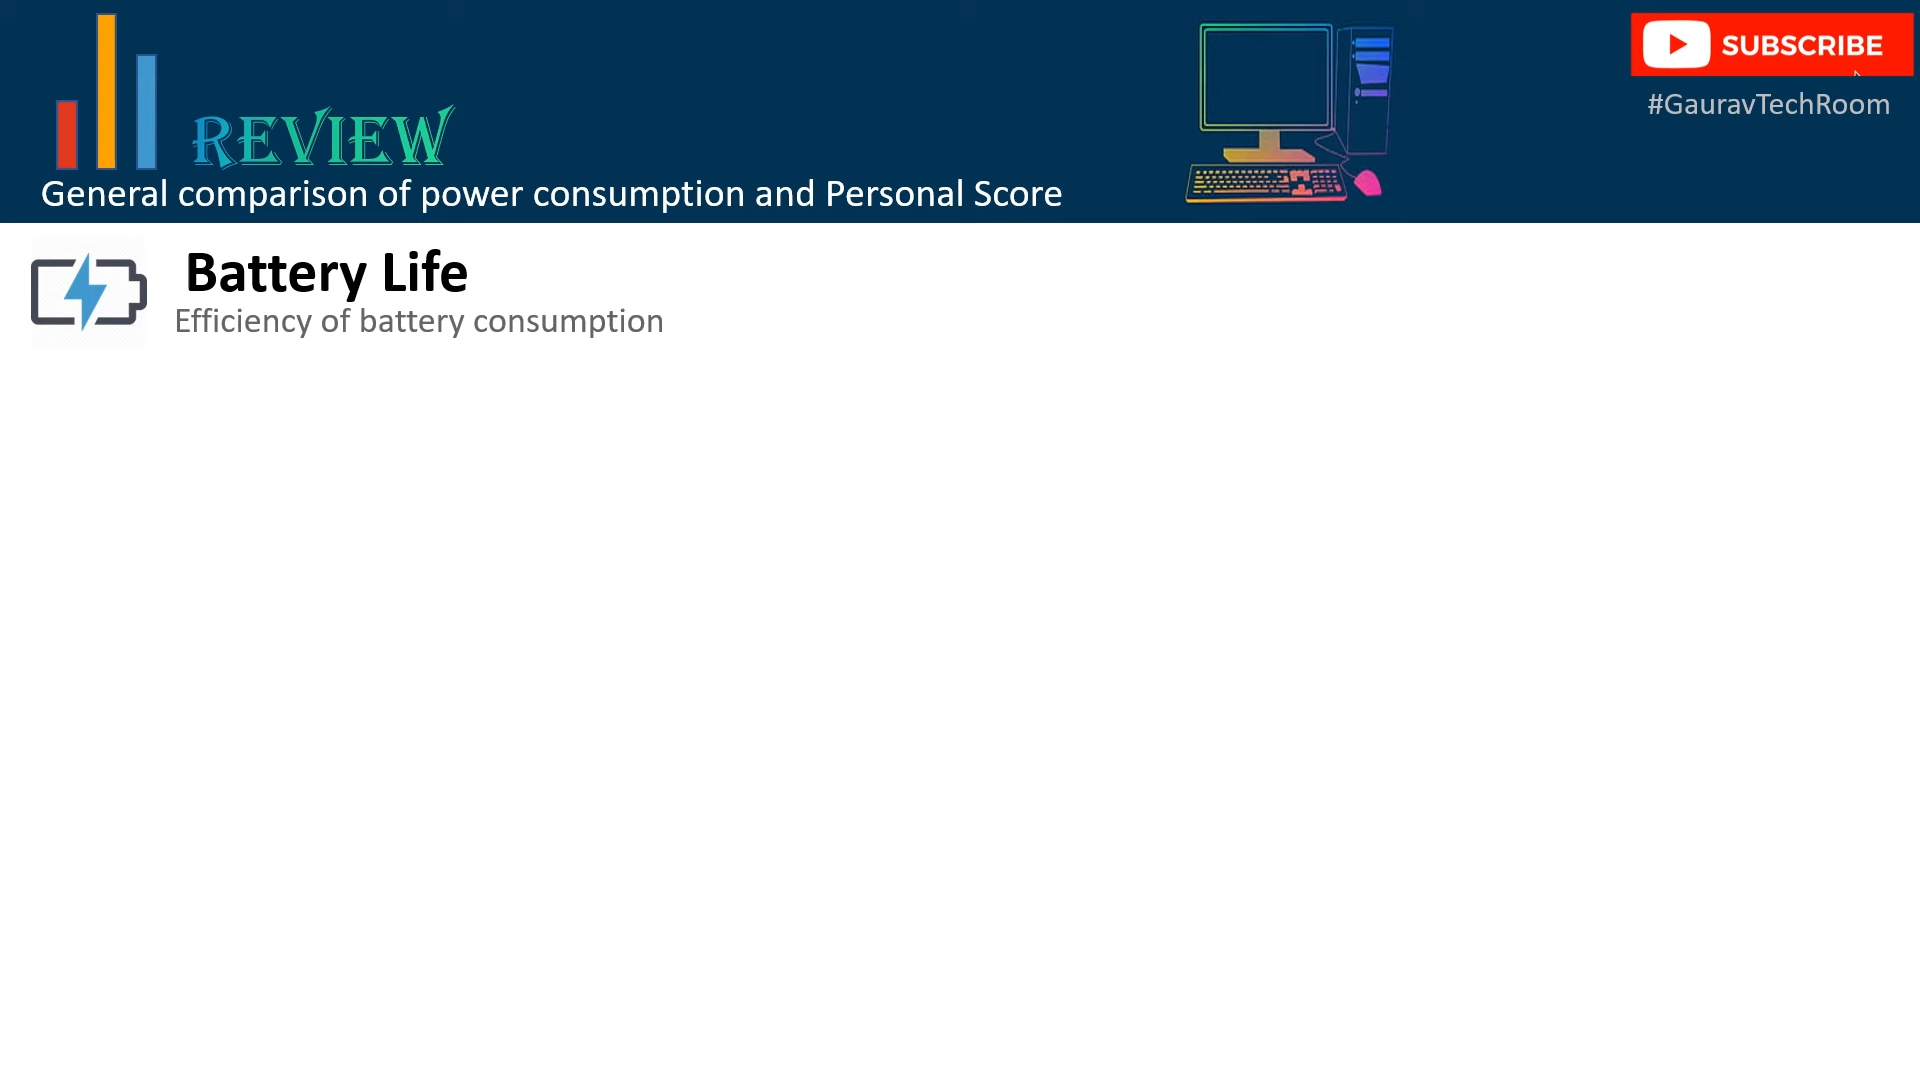 SUBSCRIBE
#GauravTechRoom
REVIEW
General comparison of power consumption and Personal Score
Battery Life
Efficiency of battery consumption